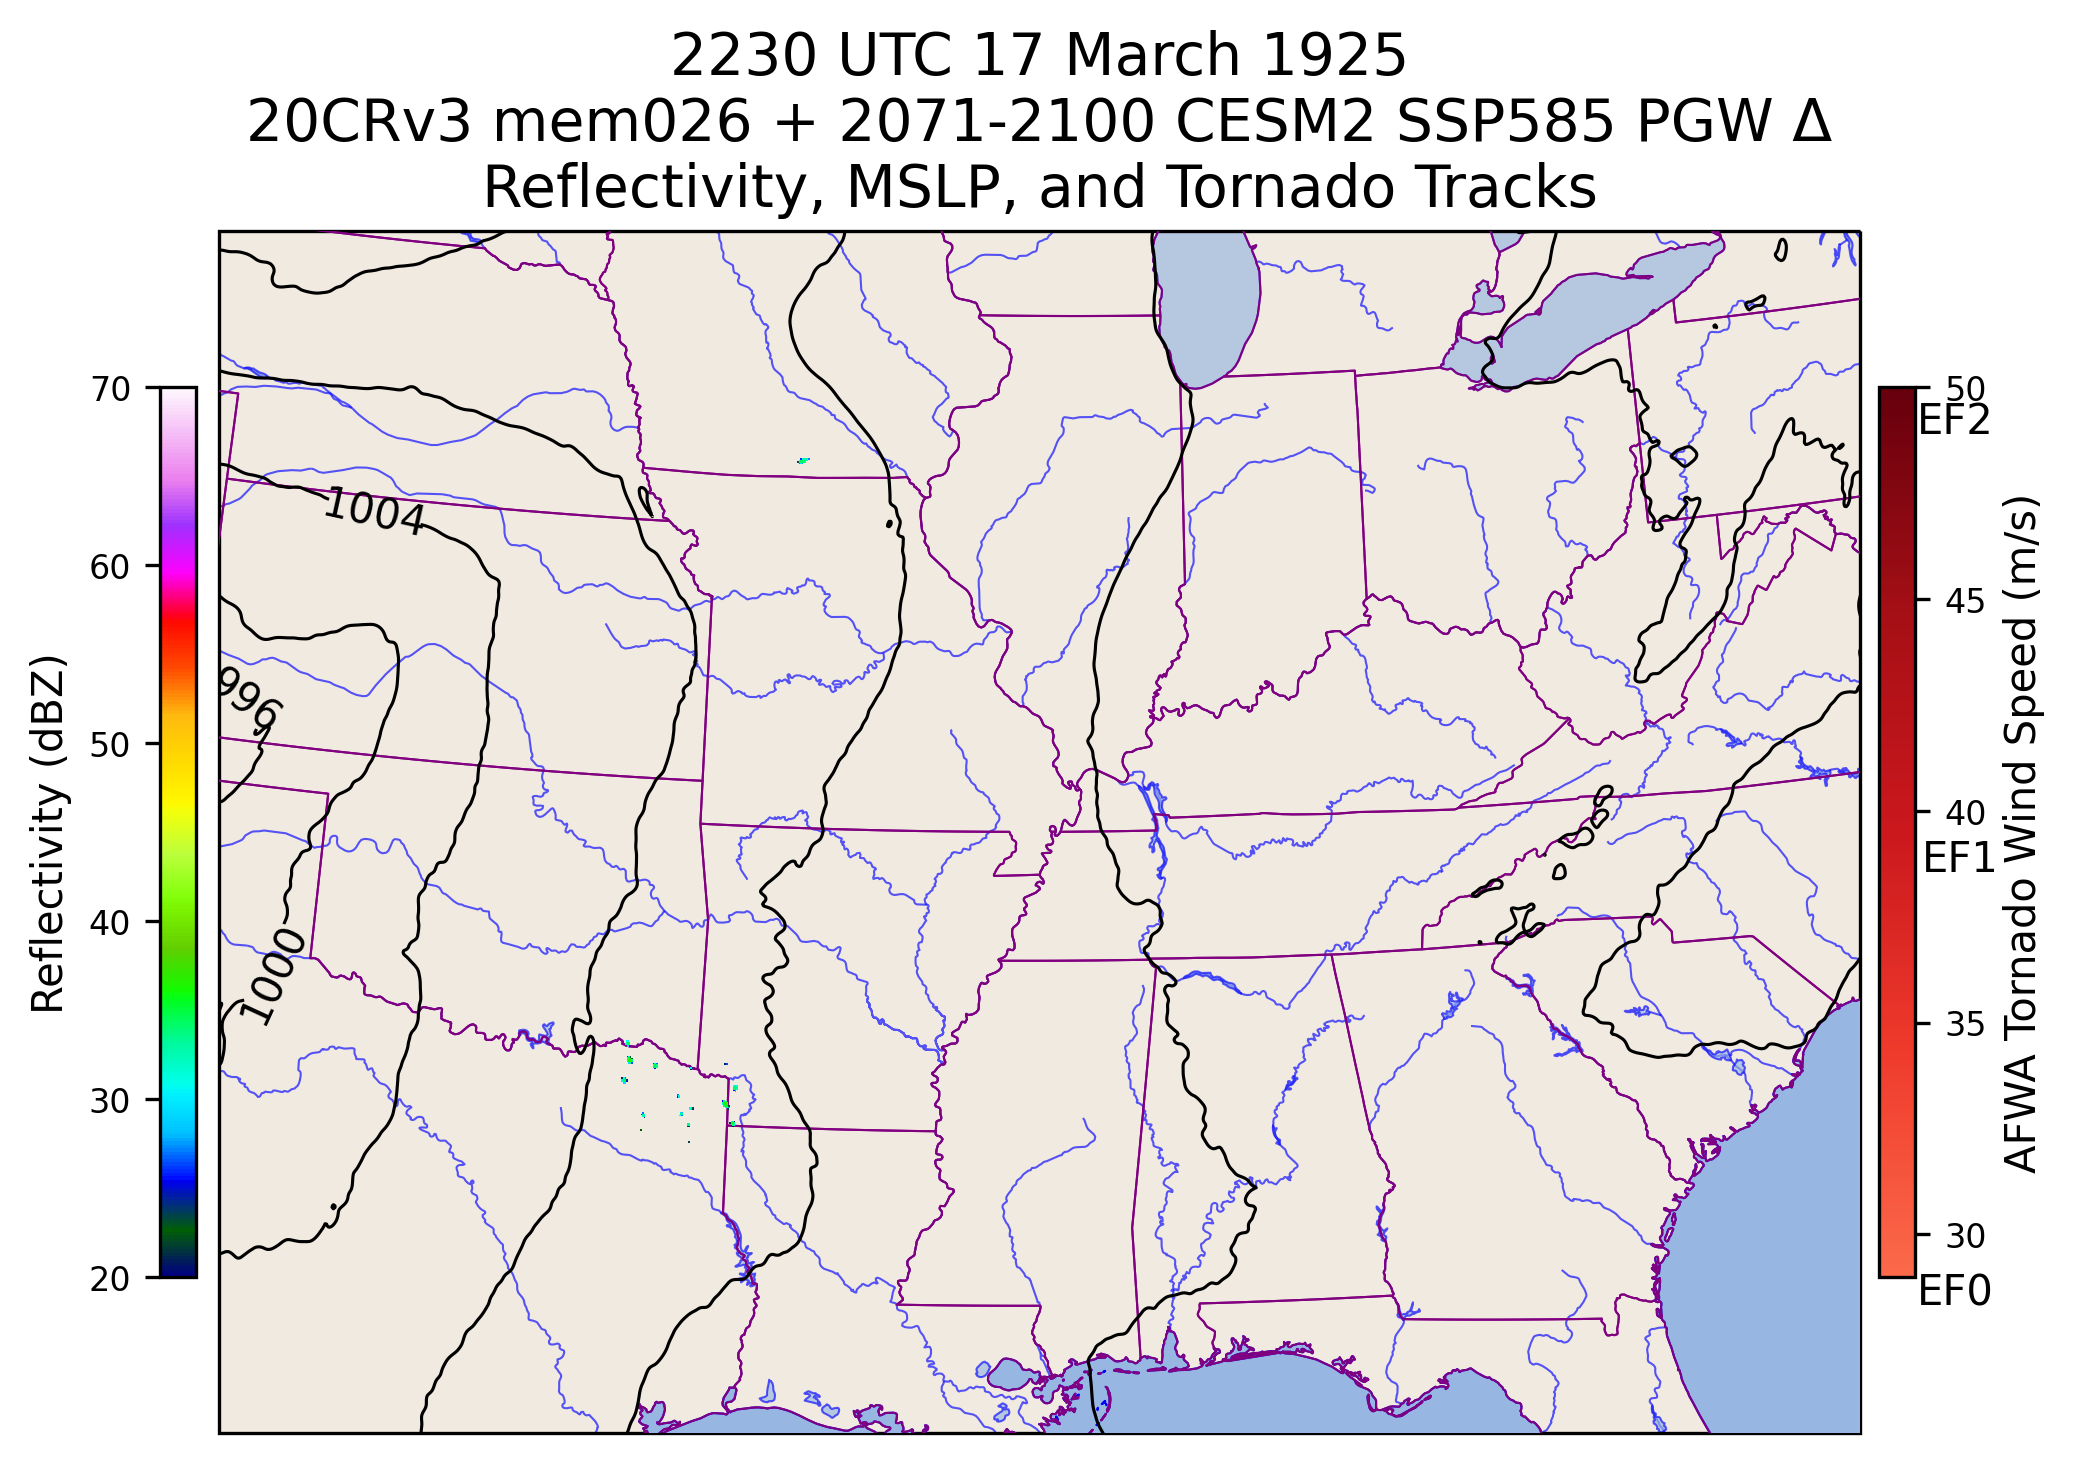 2230 UTC 17 March 1925
20CRv3 mem026 + 2071-2100 CESM2 SSP585 PGW Δ
Reflectivity, MSLP, and Tornado Tracks
Reflectivity (dBZ)
70
60
50
40
30
20
1004
996
1000
50
EF2
45
40
EF1
35
30
EF0
AFWA Tornado Wind Speed (m/s)